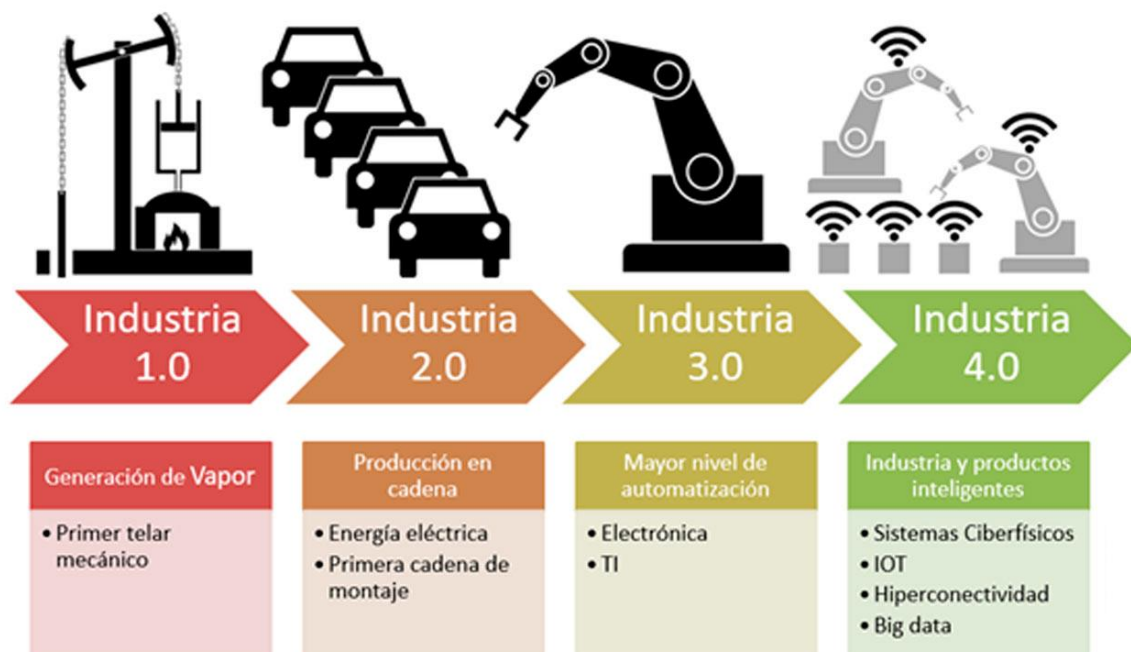 Industria
1.0
Industria
2.0
Industria
3.0
Industria
4.0
Generación de Vapor
• Primer telar
mecánico
Producción en
cadena
• Energía eléctrica
• Primera cadena de
montaje
Mayor nivel de
automatización
• Electrónica
• TI
Industria y productos
inteligentes
• Sistemas Ciberfísicos
• IOT
• Hiperconectividad
• Big data